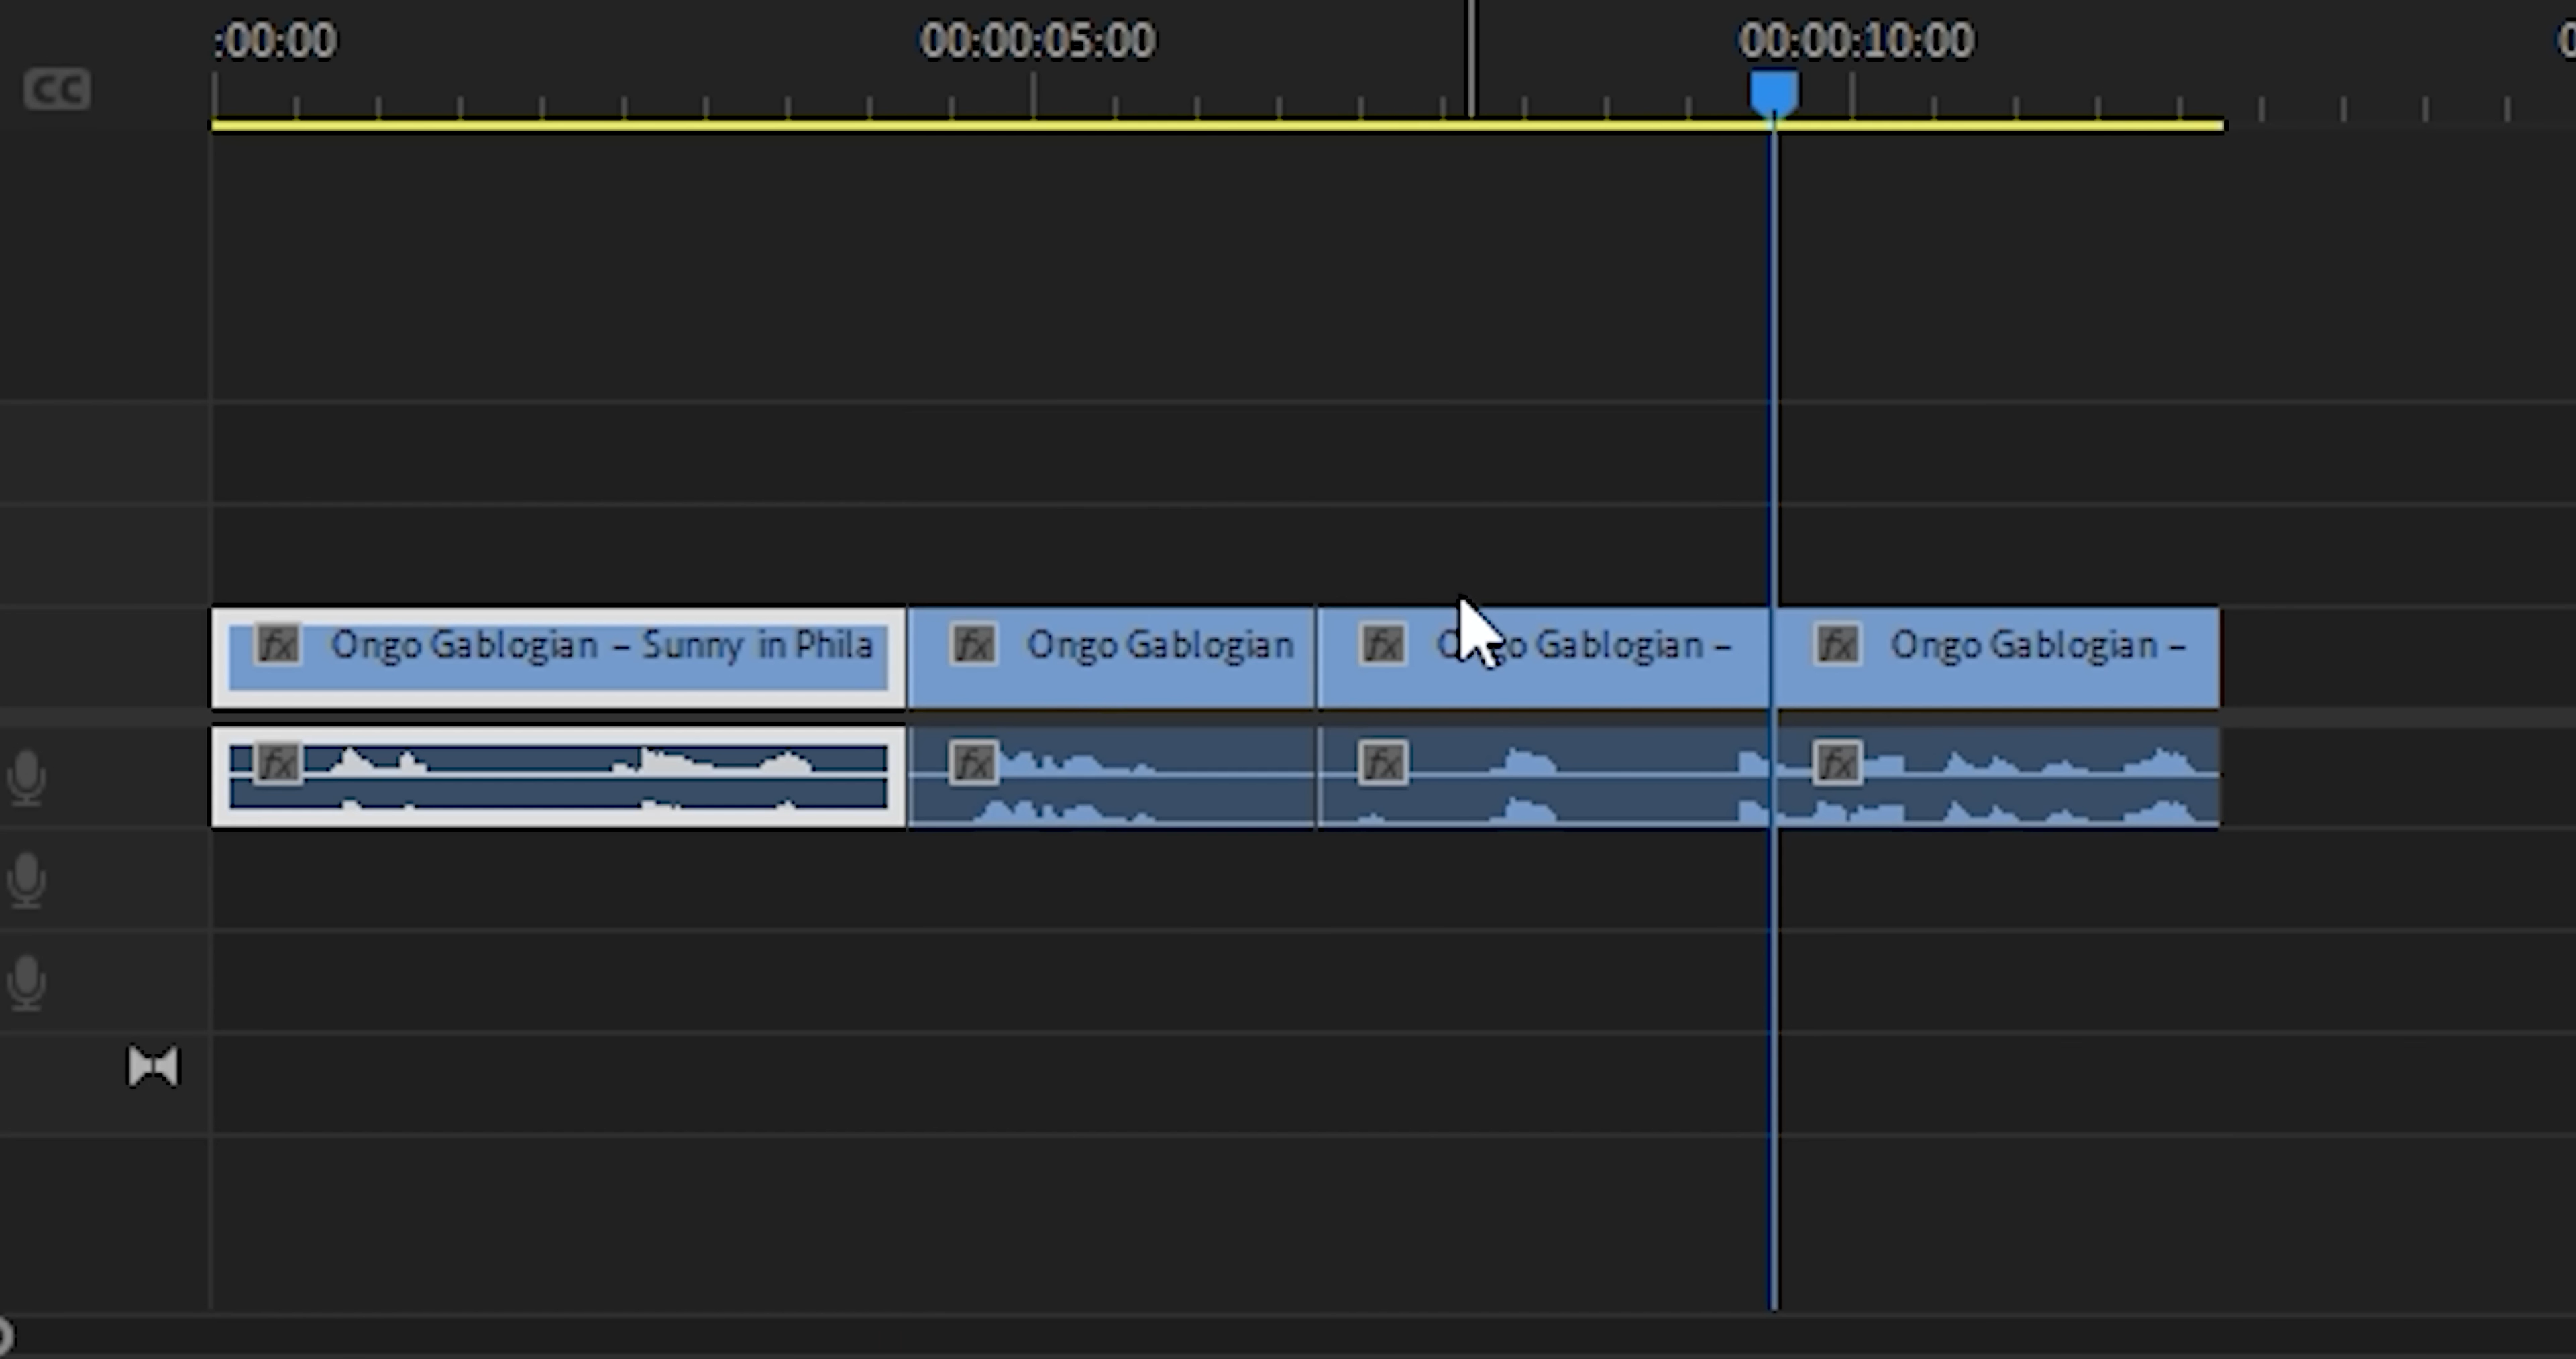 :00:00 00:00:05:00 00:00:10:00
CC
fx Ongo Gablogian – Sunny in Phila fx Ongo Gablogian fx Ongo Gablogian – fx Ongo Gablogian –
fx fx fx fx